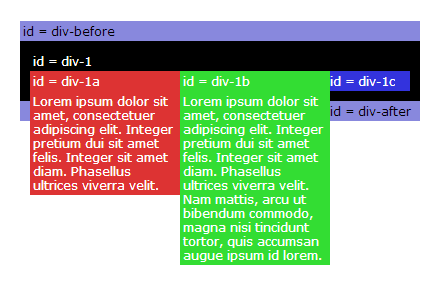 id = div-before
id = div-1
id = div-1a
Lorem ipsum dolor sit
amet, consectetuer
adipiscing elit. Integer
pretium dui sit amet
felis. Integer sit amet
diam. Phasellus
ultrices viverra velit.
id = div-1b
Lorem ipsum dolor sit
amet, consectetuer
adipiscing elit. Integer
pretium dui sit amet
felis. Integer sit amet
diam. Phasellus
ultrices viverra velit.
Nam mattis, arcu ut
bibendum commodo,
magna nisi tincidunt
tortor, quis accumsan
augue ipsum id lorem.
id = div-1c
id = div-after